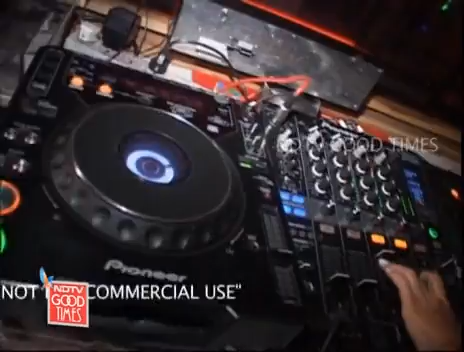 NDTV GOOD TIMES
Pioneer
NOT COMMERCIAL USE"
NDTV
GOOD
TIMES